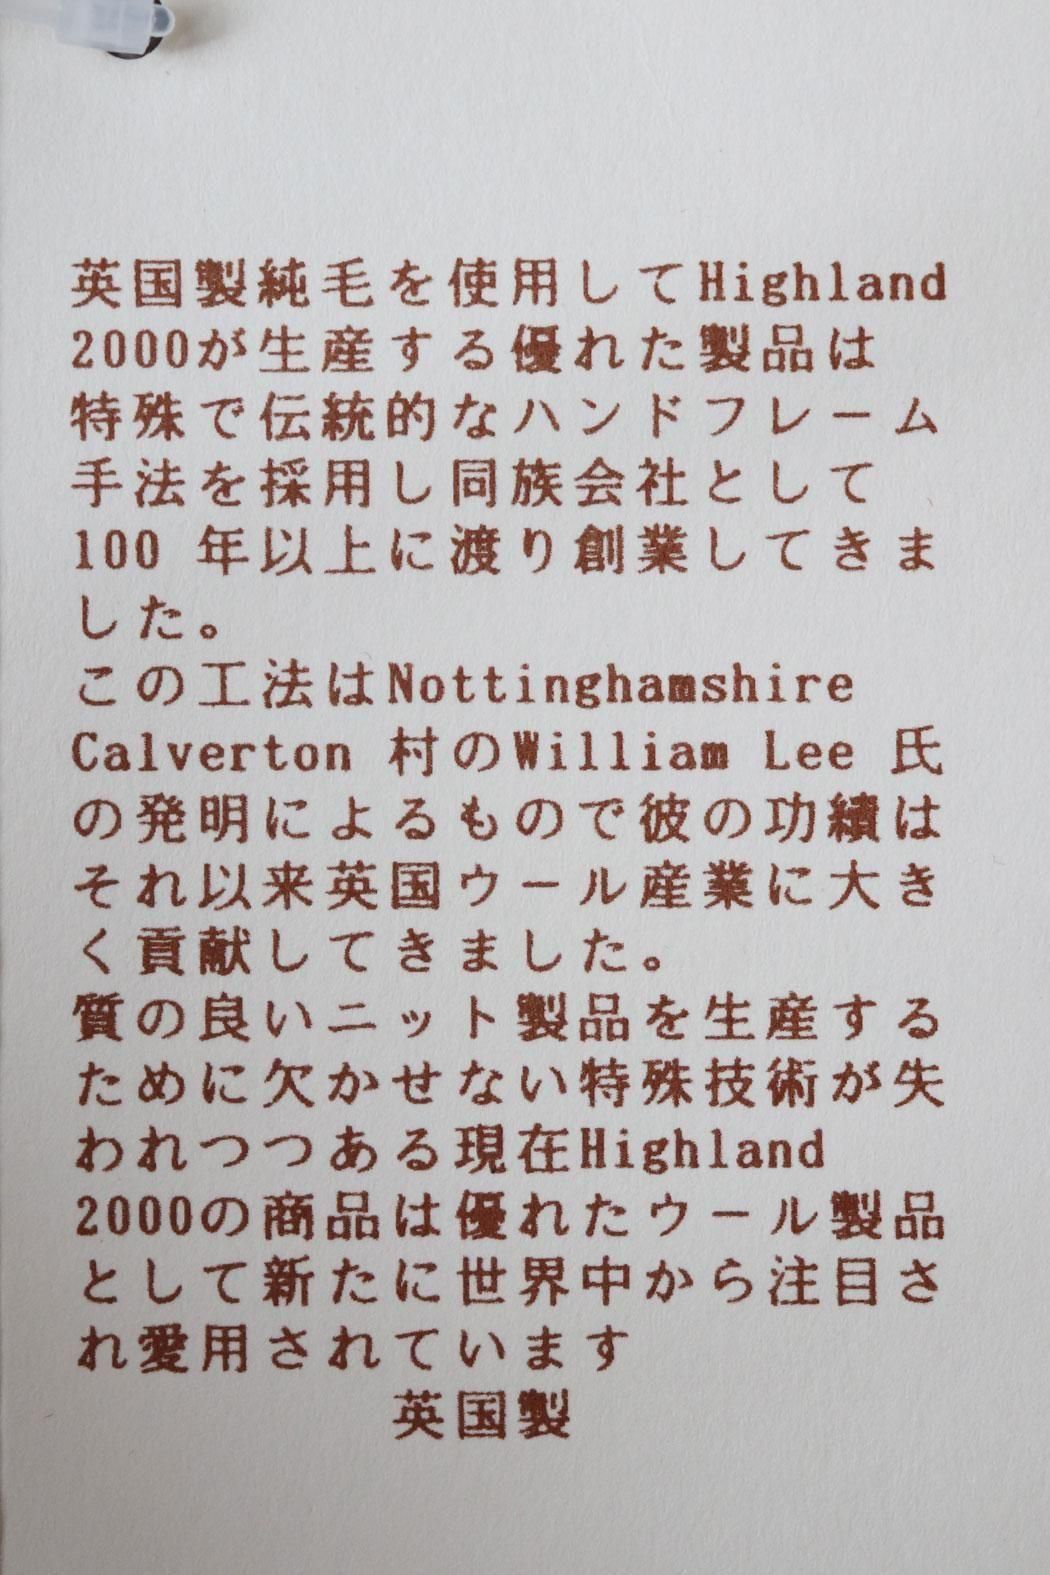 英国製純毛を使用してHighland
2000が生産する優れた製品は
特殊で伝統的なハンドフレーム
手法を採用し同族会社として
100 年以上に渡り創業してきま
した。
この工法はNottinghamshire
Calverton 村のWilliam Lee 氏
の発明によるもので彼の功績は
それ以来英国ウール産業に大き
く貢献してきました。
質の良いニット製品を生産する
ために欠かせない特殊技術が失
われつつある現在Highland
2000の商品は優れたウール製品
として新たに世界中から注目さ
れ愛用されています
英国製